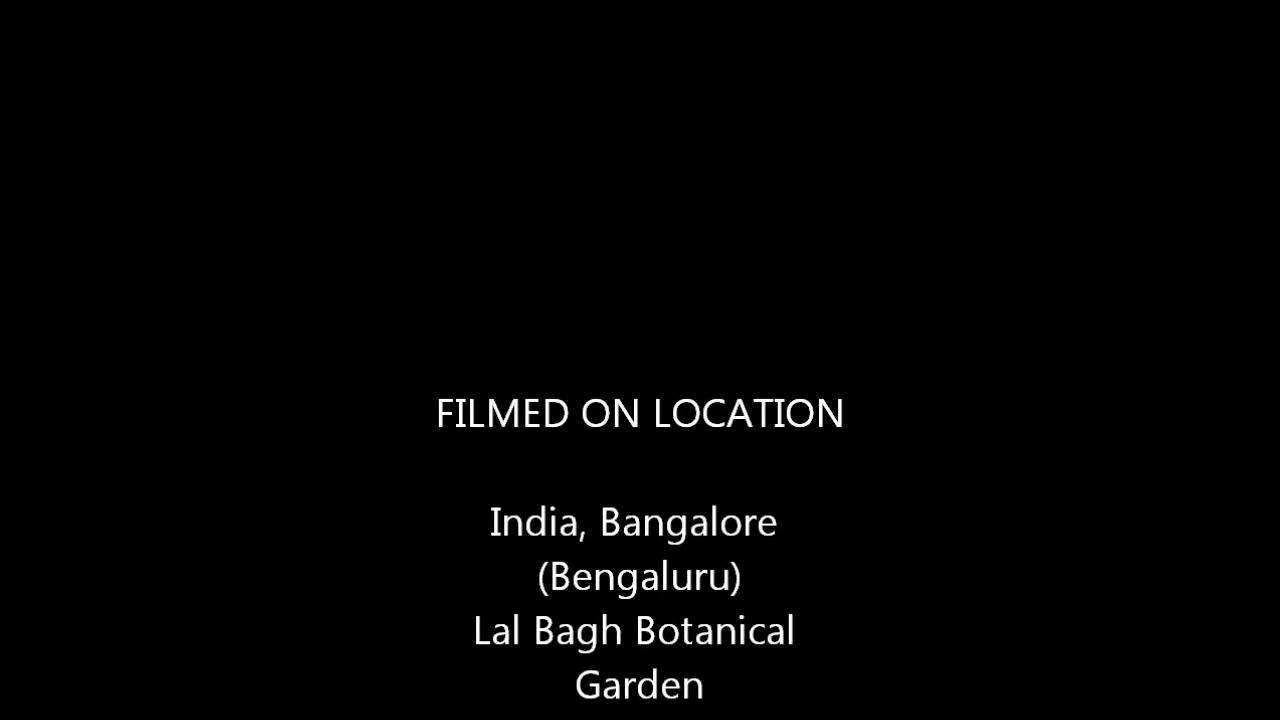 FILMED ON LOCATION
India, Bangalore
(Bengaluru)
Lal Bagh Botanical
Garden